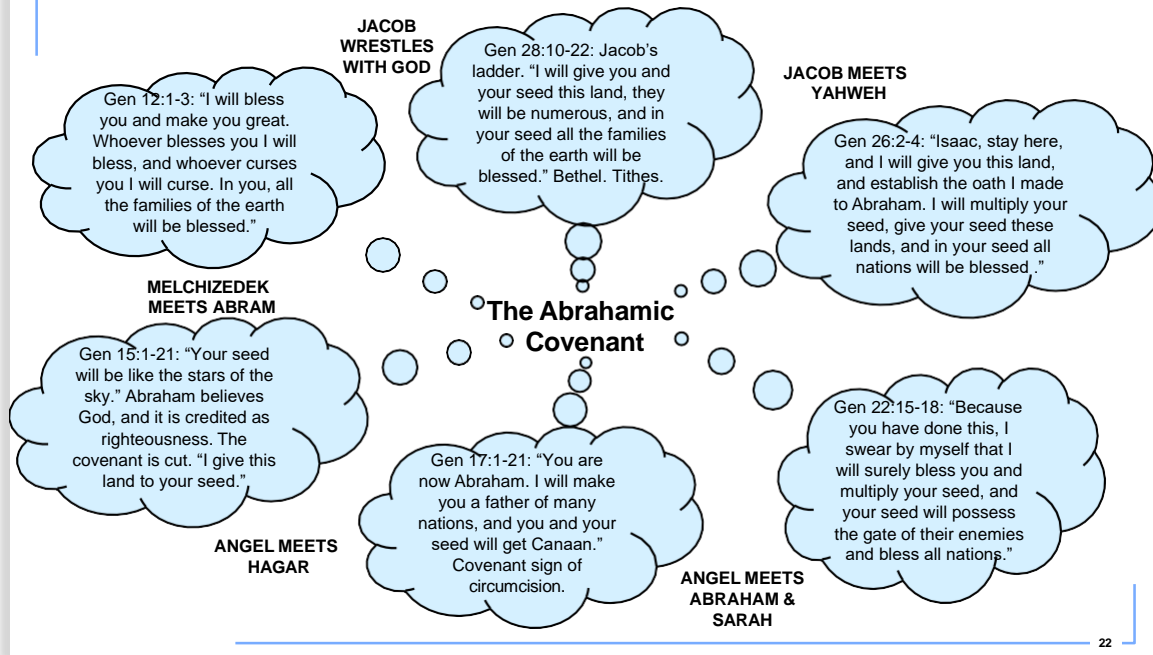 JACOB
WRESTLES
WITH GOD
Gen 28:10-22: Jacob’s
ladder. “I will give you and
your seed this land, they
will be numerous, and in
your seed all the families
of the earth will be
blessed.” Bethel. Tithes.
JACOB MEETS
YAHWEH
Gen 12:1-3: “I will bless
you and make you great.
Whoever blesses you I will
bless, and whoever curses
you I will curse. In you, all
the families of the earth
will be blessed.”
Gen 26:2-4: “Isaac, stay here,
and I will give you this land,
and establish the oath I made
to Abraham. I will multiply your
seed, give your seed these
lands, and in your seed all
nations will be blessed .”
MELCHIZEDEK
MEETS ABRAM
The Abrahamic
Covenant
Gen 15:1-21: “Your seed
will be like the stars of the
sky.” Abraham believes
God, and it is credited as
righteousness. The
covenant is cut. “I give this
land to your seed.”
Gen 17:1-21: “You are
now Abraham. I will make
you a father of many
nations, and you and your
seed will get Canaan.”
Covenant sign of
circumcision.
Gen 22:15-18: “Because
you have done this, I
swear by myself that I
will surely bless you and
multiply your seed, and
your seed will possess
the gate of their enemies
and bless all nations.”
ANGEL MEETS
HAGAR
ANGEL MEETS
ABRAHAM &
SARAH
22